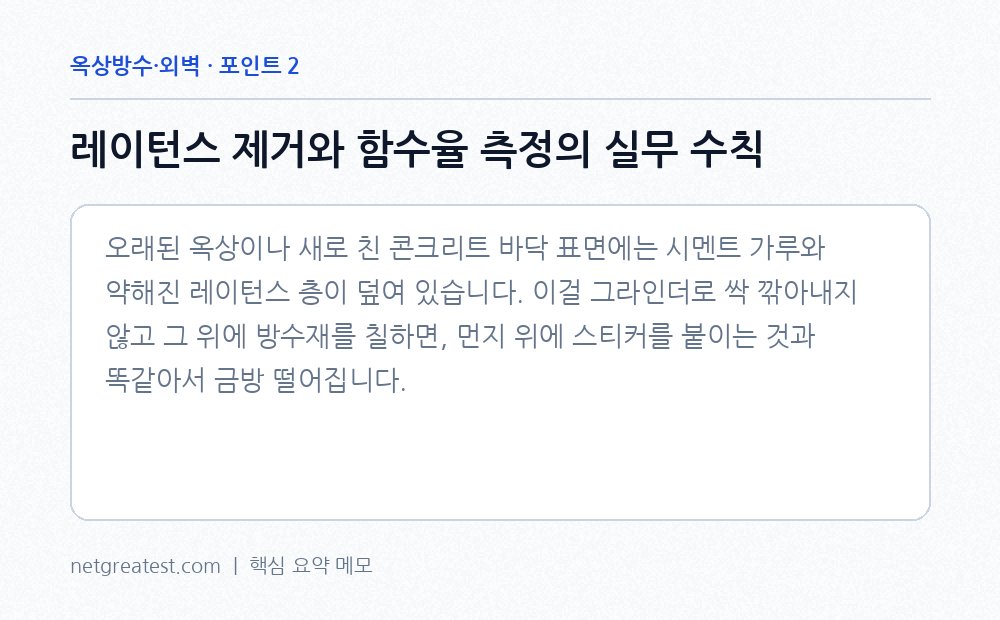 옥상방수·외벽 · 포인트 2
레이턴스 제거와 함수율 측정의 실무 수칙
오래된 옥상이나 새로 친 콘크리트 바닥 표면에는 시멘트 가루와
약해진 레이턴스 층이 덮여 있습니다. 이걸 그라인더로 싹 깎아내지
않고 그 위에 방수재를 칠하면, 먼지 위에 스티커를 붙이는 것과
똑같아서 금방 떨어집니다.
netgreatest.com | 핵심 요약 메모